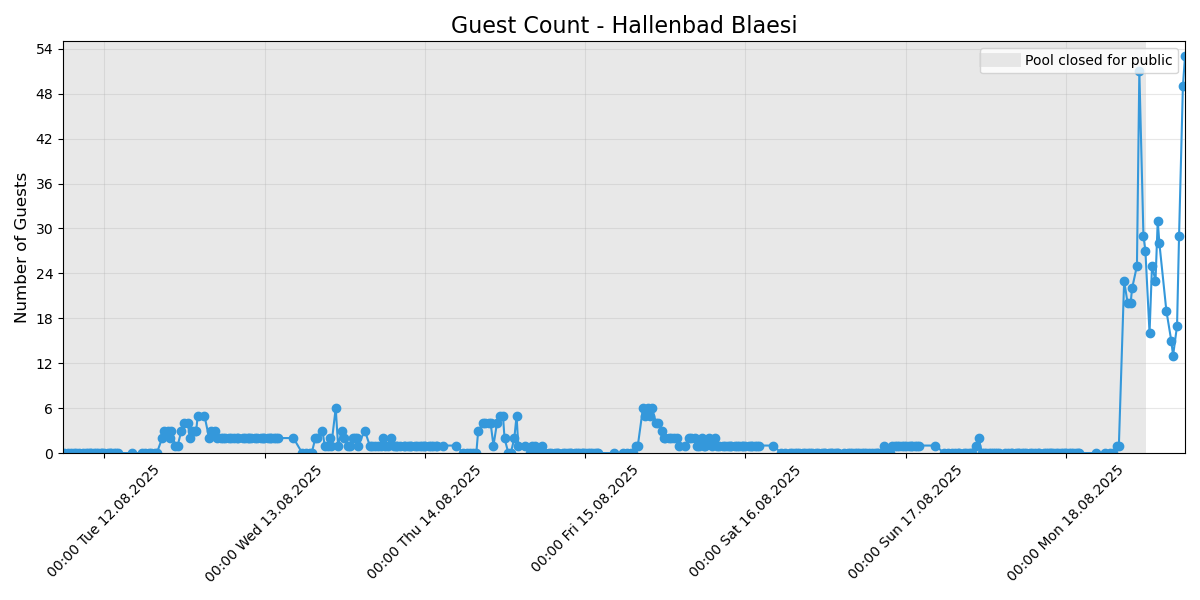 Guest Count - Hallenbad Blaesi
Pool closed for public
Number of Guests
54
48
42
36
30
24
18
12
6
0
00:00 Tue 12.08.2025
00:00 Wed 13.08.2025
00:00 Thu 14.08.2025
00:00 Fri 15.08.2025
00:00 Sat 16.08.2025
00:00 Sun 17.08.2025
00:00 Mon 18.08.2025